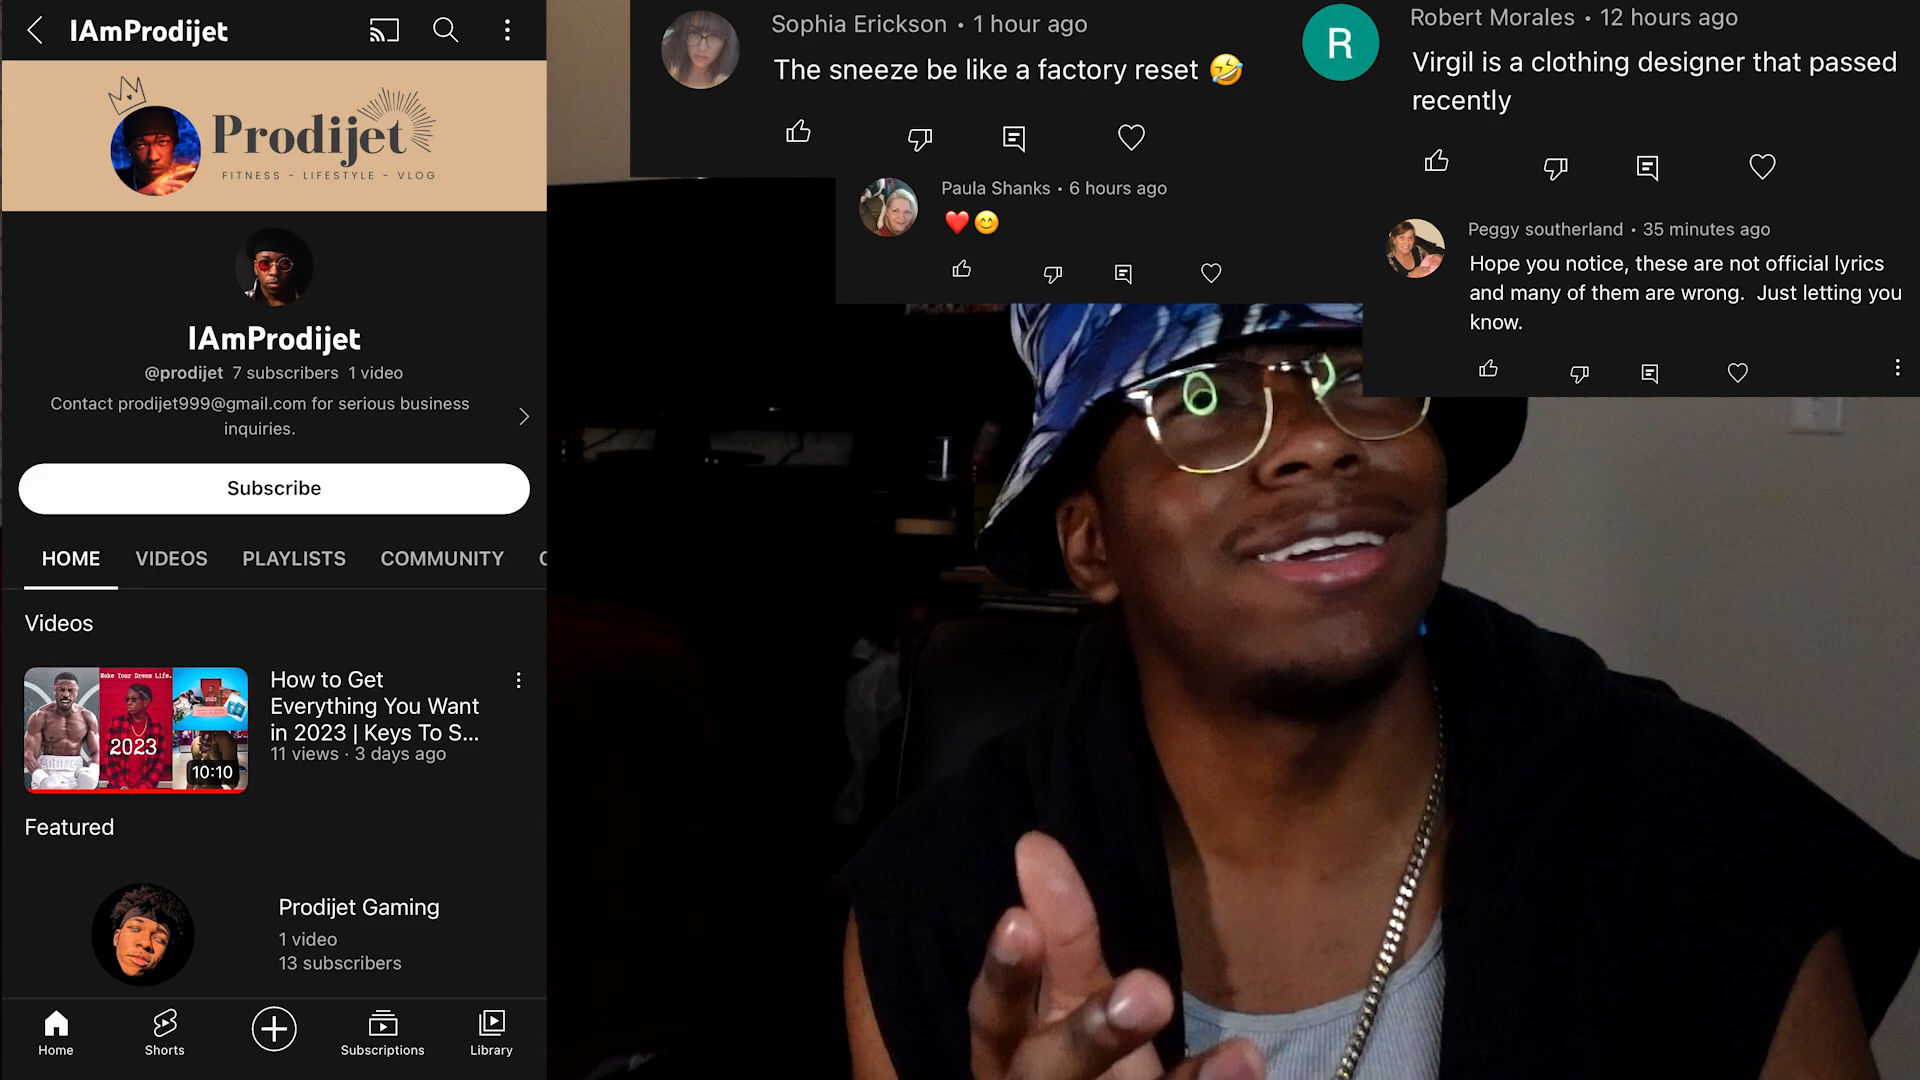 IAmProdijet
Prodijet
FITNESS - LIFESTYLE - VLOG
IAmProdijet
@prodijet 7 subscribers 1 video
Contact prodijet999@gmail.com for serious business
inquiries.
Subscribe
HOME VIDEOS PLAYLISTS COMMUNITY
Videos
Make Your Dream Life.
2023
10:10
How to Get
Everything You Want
in 2023 | Keys To S...
11 views · 3 days ago
Featured
Prodijet Gaming
1 video
13 subscribers
Home Shorts Subscriptions Library
Sophia Erickson • 1 hour ago
The sneeze be like a factory reset 🤣
Paula Shanks • 6 hours ago
❤️😊
R
Robert Morales • 12 hours ago
Virgil is a clothing designer that passed
recently
Peggy southerland • 35 minutes ago
Hope you notice, these are not official lyrics
and many of them are wrong. Just letting you
know.